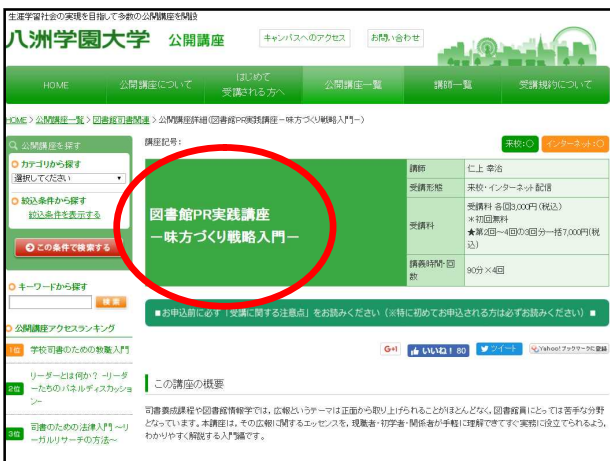 生涯学習社会の実現を目指して多数の公開講座を開設
八洲学園大学 公開講座
キャンパスへのアクセス お問い合わせ
HOME 公開講座について はじめて 受講される方へ 公開講座一覧 講師一覧 受講規約について
HOME > 公開講座一覧 > 図書館司書関連 > 公開講座詳細(図書館PR実践講座－味方づくり戦略入門－)
公開講座を探す
カテゴリから探す
選択してください
絞込条件から探す
絞込条件を表示する
この条件で検索する
キーワードから探す
検索
公開講座アクセスランキング
1位 学校司書のための教職入門
2位 リーダーとは何か？ －リーダ
ーたちのパネルディスカッショ
ン－
3位 司書のための法律入門～リ
ーガルリサーチの方法～
講座記号:
来校:○ インターネット:○
図書館PR実践講座
－味方づくり戦略入門－
講師 仁上 幸治
受講形態 来校・インターネット配信
受講料 受講料 各回3,000円(税込)
＊初回無料
★第2回～4回の3回分一括7,000円(税
込)
講義時間・回
数 90分×4回
■お申込前に必ず「受講に関する注意点」をお読みください（※特に初めてお申込される方は必ずお読みください）■
G+1 いいね! 80 ツイート Yahoo!ブックマークに登録
この講座の概要
司書養成課程や図書館情報学では、広報というテーマは正面から取り上げられることがほとんどなく、図書館員にとっては苦手な分野
となっています。本講座は、その広報に関するエッセンスを、現職者・初学者・関係者が手軽に理解できてすぐ実務に役立てられるよう、
わかりやすく解説する入門篇です。